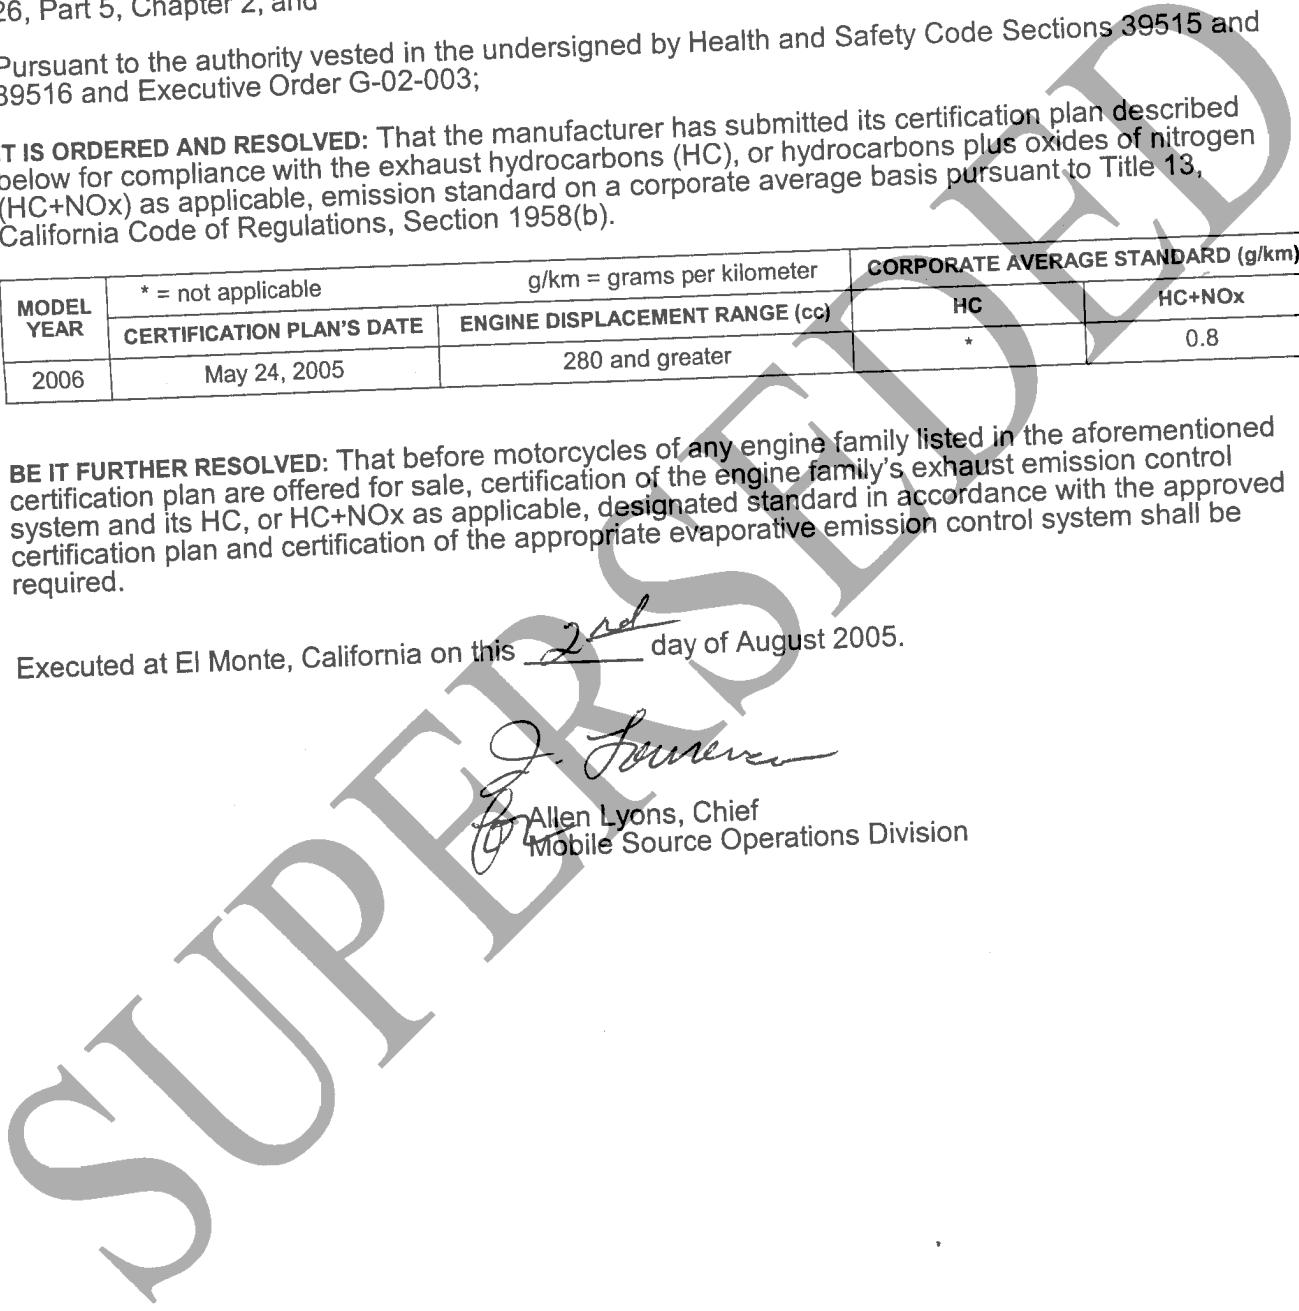 26, Part 5, Chapter 2, and
Pursuant to the authority vested in the undersigned by Health and Safety Code Sections 39515 and
39516 and Executive Order G-02-003;
IT IS ORDERED AND RESOLVED: That the manufacturer has submitted its certification plan described
below for compliance with the exhaust hydrocarbons (HC), or hydrocarbons plus oxides of nitrogen
(HC+NOx) as applicable, emission standard on a corporate average basis pursuant to Title 13,
California Code of Regulations, Section 1958(b).
MODEL YEAR
* = not applicable g/km = grams per kilometer
CORPORATE AVERAGE STANDARD (g/km)
CERTIFICATION PLAN'S DATE ENGINE DISPLACEMENT RANGE (cc) HC HC+NOx
2006 May 24, 2005 280 and greater * 0.8
BE IT FURTHER RESOLVED: That before motorcycles of any engine family listed in the aforementioned
certification plan are offered for sale, certification of the engine family's exhaust emission control
system and its HC, or HC+NOx as applicable, designated standard in accordance with the approved
certification plan and certification of the appropriate evaporative emission control system shall be
required.
Executed at El Monte, California on this 2nd day of August 2005.
Allen Lyons, Chief
Mobile Source Operations Division
SUPERSEDED